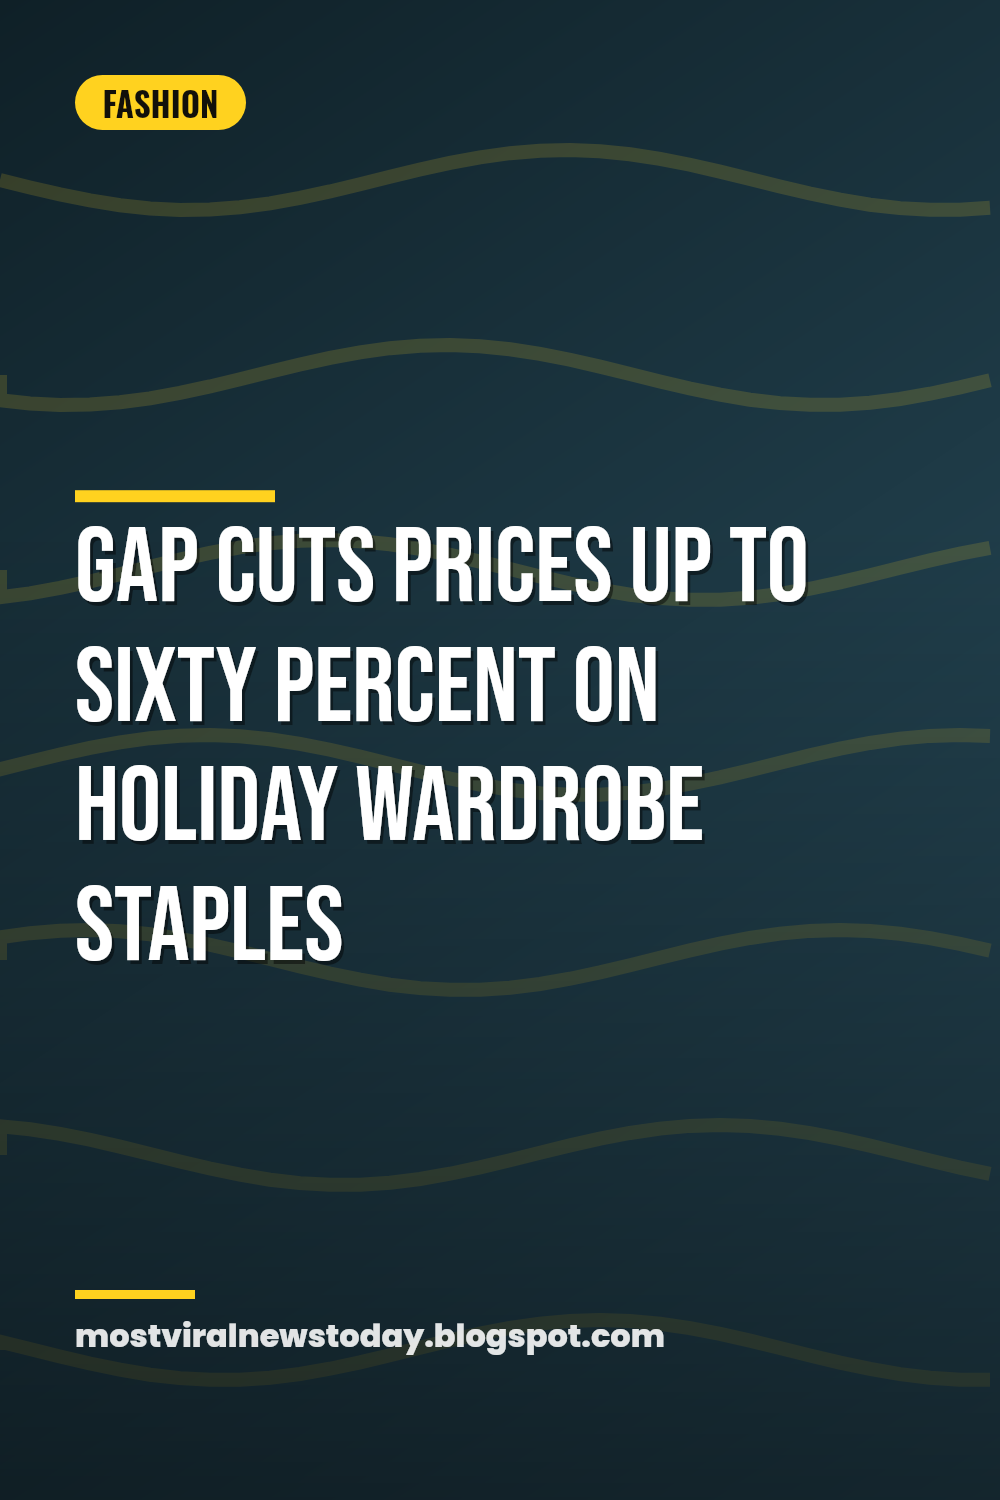 FASHION
GAP CUTS PRICES UP TO
SIXTY PERCENT ON
HOLIDAY WARDROBE
STAPLES
mostviralnewstoday.blogspot.com